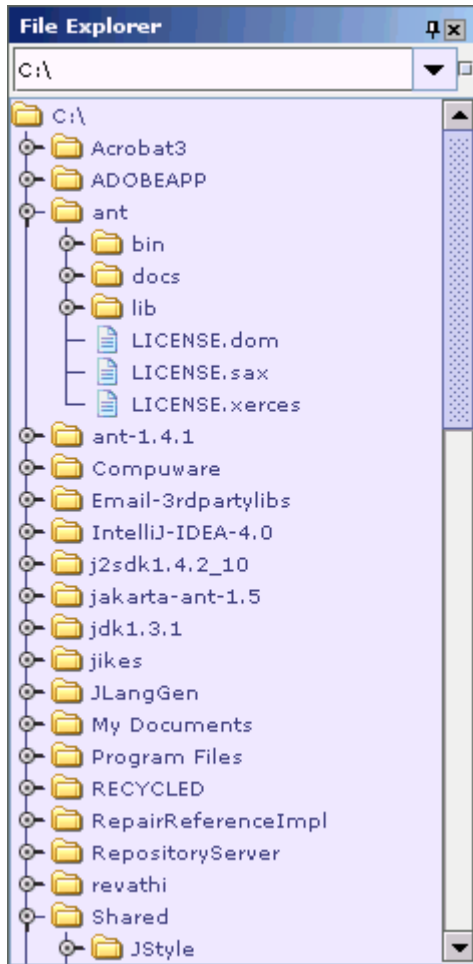 File Explorer
C:\
C:\
Acrobat3
ADOBEAPP
ant
bin
docs
lib
LICENSE.dom
LICENSE.sax
LICENSE.xerces
ant-1.4.1
Compuware
Email-3rdpartylibs
IntelliJ-IDEA-4.0
j2sdk1.4.2_10
jakarta-ant-1.5
jdk1.3.1
jikes
JLangGen
My Documents
Program Files
RECYCLED
RepairReferenceImpl
RepositoryServer
revathi
Shared
JStyle